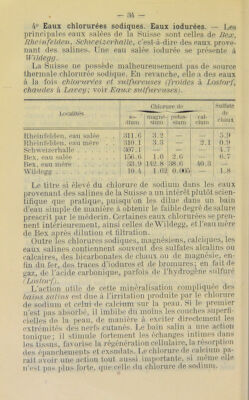 — 34 —
4° Eaux chlorurées sodiques. Eaux iodurées. — Les
principales eaux salées de la Suisse sont celles de Bex,
Rheinfelden, Schweizerhalle, c'est-à-dire des eaux prove-
nant des salines. Une eau salée iodurée se présente à
Wildegg.
La Suisse ne possède malheureusement pas de source
thermale chlorurée sodique. En revanche, elle a des eaux
à la fois chlorurées et sulfureuses (froides à Lostorf,
chaudes à Lavey; voir Eaux sulfureuses).
Localités
Chlorure de
Sulfate de chaux
so-dium
magné-sium
potas-sium
cal-cium
Rheinfelden, eau salée . . 311.6 3.2 — — 5.9
Rheinfelden, eau mère . . 310.1 3.3 — 2.1 0.9
Schweizerhalle . . 307.1 — — — 4.7
Bex, eau salée . . 156.0 1.0 2.6 — 6.7
Bex, eau mère . . 33.9 142.8 38.6 40.3 —
Wildegg . . 10.4 1.62 0.005 — 1.8
Le titre si élevé du chlorure de sodium dans les eaux
provenant des salines de la Suisse a un intérêt plutôt scien-
tifique que pratique, puisqu'on les dilue dans un bain
d'eau simple de manière à obtenir le faible degré de salure
prescrit par le médecin. Certaines eaux chlorurées se pren-
nent intérieurement, ainsi celles de Wildegg, et l'eau mère
de Bex après dilution et filtration.
Outre les chlorures sodiques, magnésiens, calciques, les
eaux salines contiennent souvent des sulfates alcalins ou
calcaires, des bicarbonates de chaux ou de magnésie, en-
fin du fer, des traces d'iodures et de bromures; en fait de
gaz, de l'acide carbonique, parfois de l'hydrogène sulfuré
(Lostorf).
L'action utile de cette minéralisation compliquée des
bains salins est due à l'irritation produite par le chlorure
de sodium et celui de calcium sur la peau. Si le premier
n'est pas absorbé, il imbibe du moins les couches superfi-
cielles de la peau, de manière à exciter directement les
extrémités des nerfs cutanés. Le bain salin a une action
tonique; il stimule fortement les échanges intimes dans
les tissus, favorise la régénération cellulaire, la résorption
des épanchements et exsudats. Le chlorure de calcium pa-
raît avoir une action tout aussi importante, si même elle
n'est pas plus forte, que celle du chlorure de sodium.